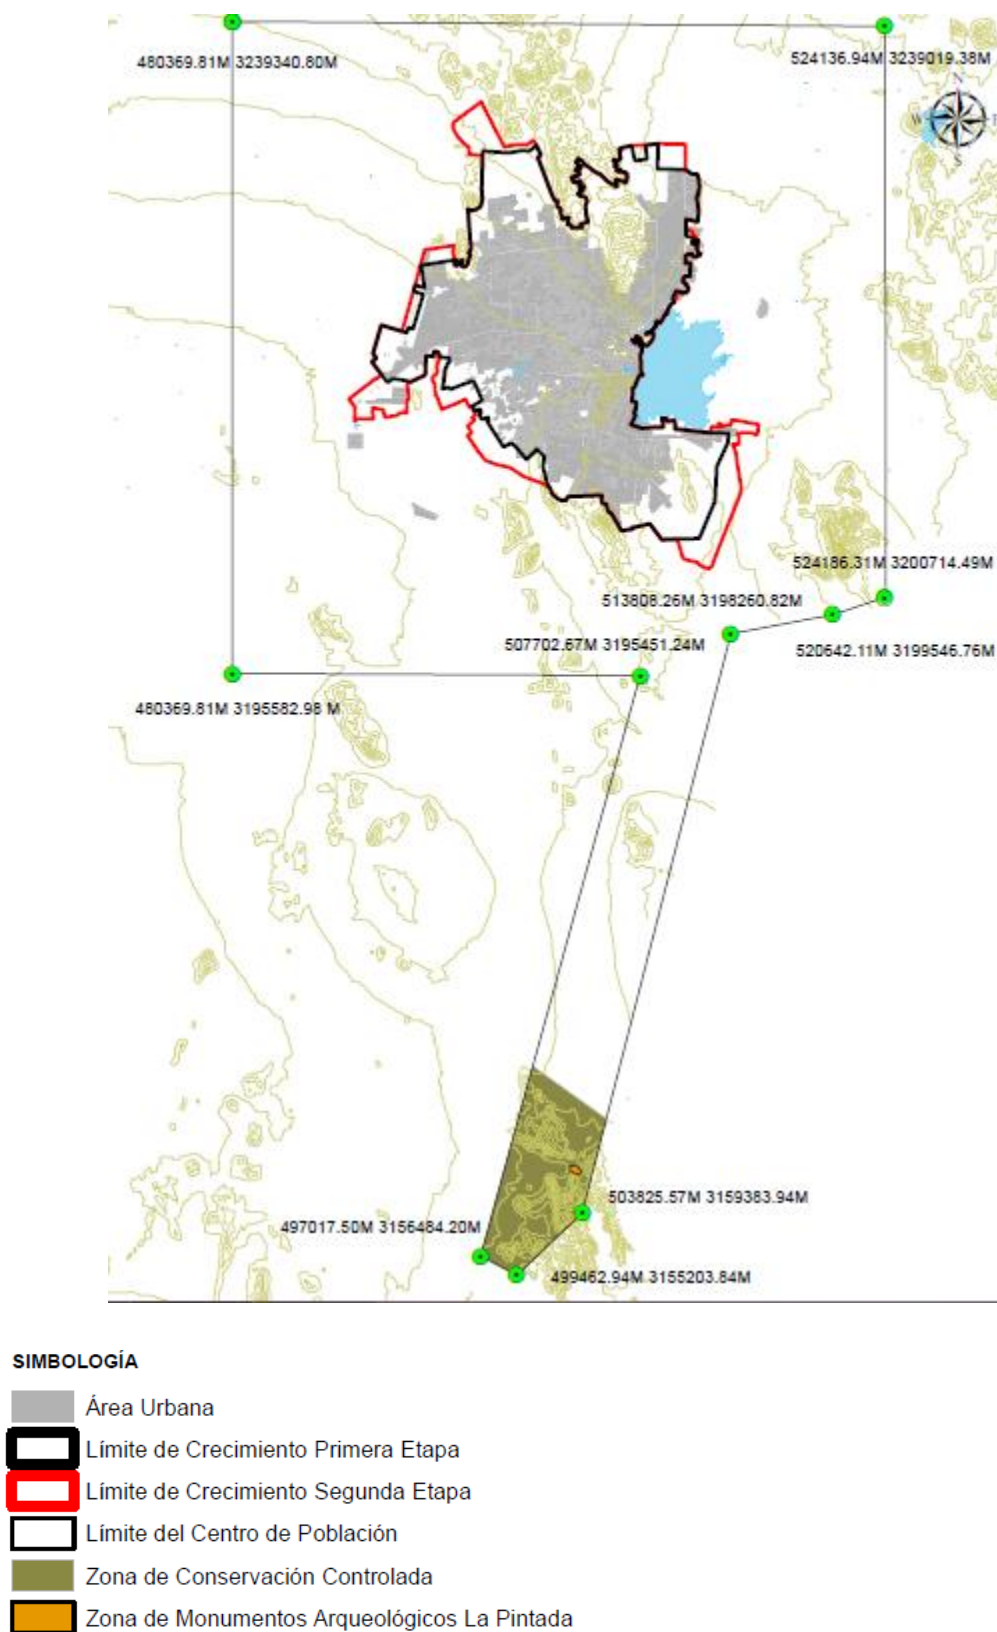 480369.81M 3239340.80M
524136.94M 3239019.38M
N
W
E
S
524186.31M 3200714.49M
513808.26M 3198260.82M
507702.67M 3195451.24M
520642.11M 3199546.76M
480369.81M 3195582.98 M
503825.57M 3159383.94M
497017.50M 3156484.20M
499462.94M 3155203.84M
SIMBOLOGÍA
Área Urbana
Límite de Crecimiento Primera Etapa
Límite de Crecimiento Segunda Etapa
Límite del Centro de Población
Zona de Conservación Controlada
Zona de Monumentos Arqueológicos La Pintada